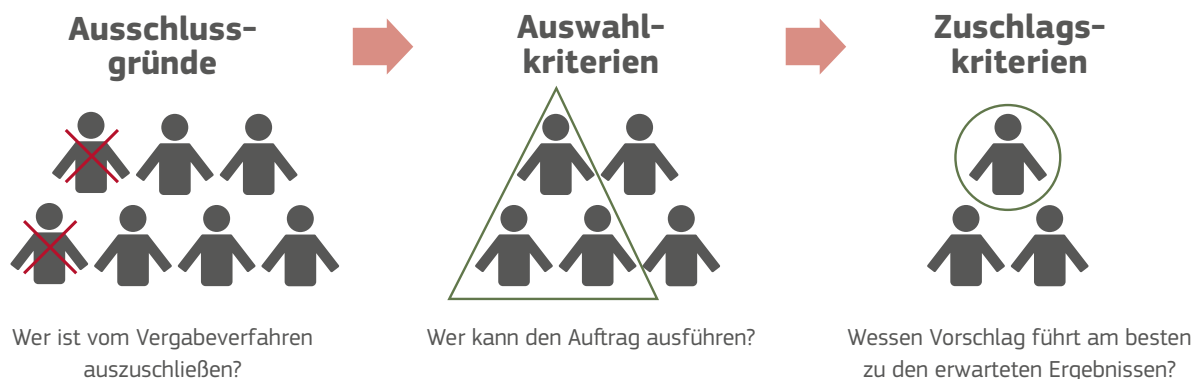 Ausschluss-
gründe
Auswahl-
kriterien
Zuschlags-
kriterien
Wer ist vom Vergabeverfahren
auszuschließen?
Wer kann den Auftrag ausführen?
Wessen Vorschlag führt am besten
zu den erwarteten Ergebnissen?